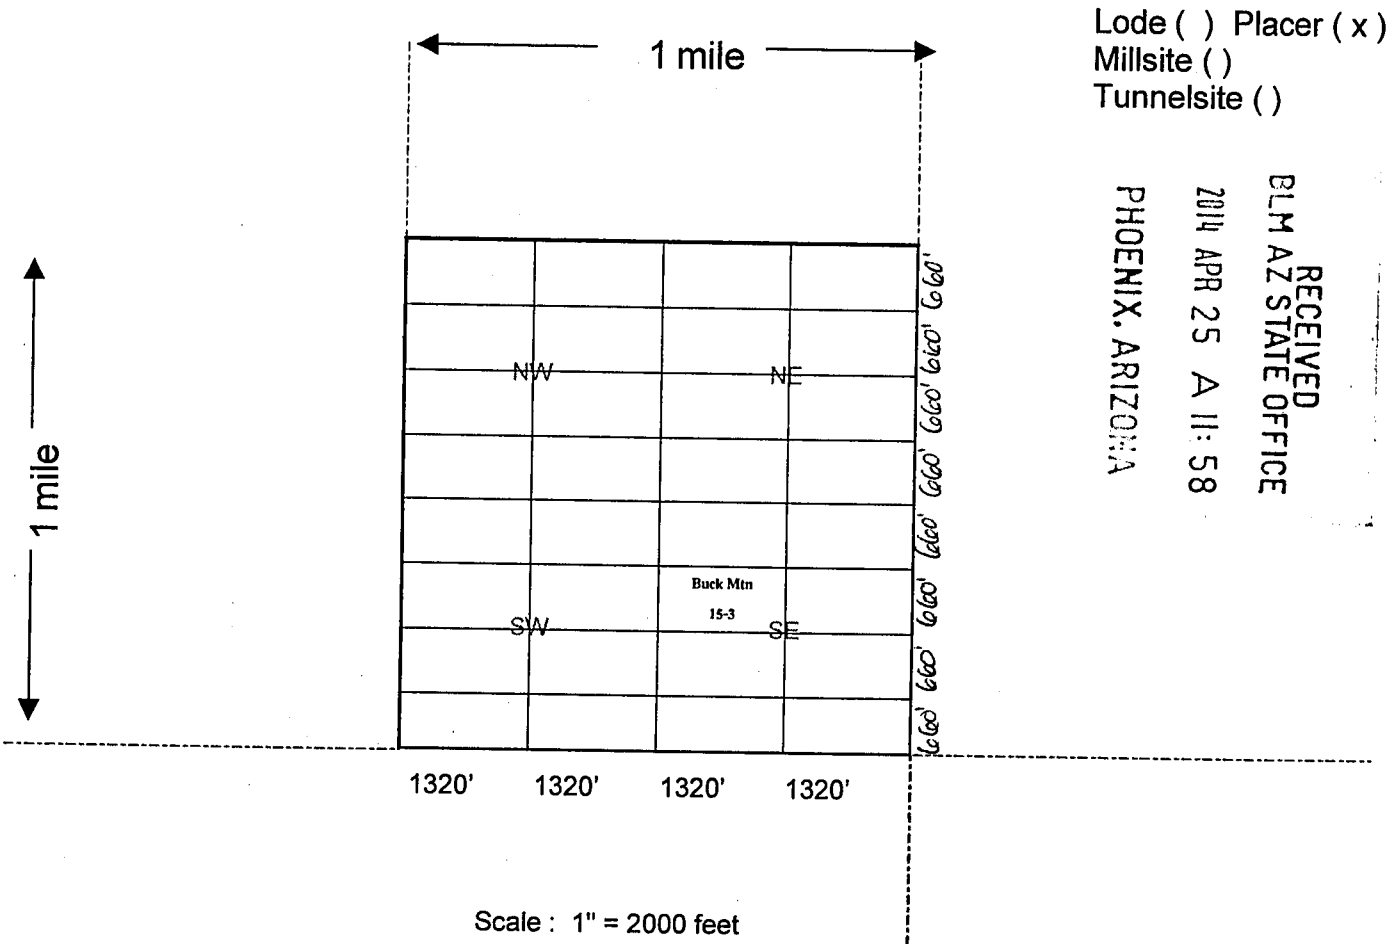 1 mile
Lode ( ) Placer ( x )
Millsite ( )
Tunnelsite ( )
RECEIVED
BLM AZ STATE OFFICE
2014 APR 25 A 11: 58
PHOENIX, ARIZONA
1 mile
NW
NE
Buck Mtn
15-3
SW
SE
660'
660'
660'
660'
660'
660'
660'
660'
1320' 1320' 1320' 1320'
Scale : 1" = 2000 feet